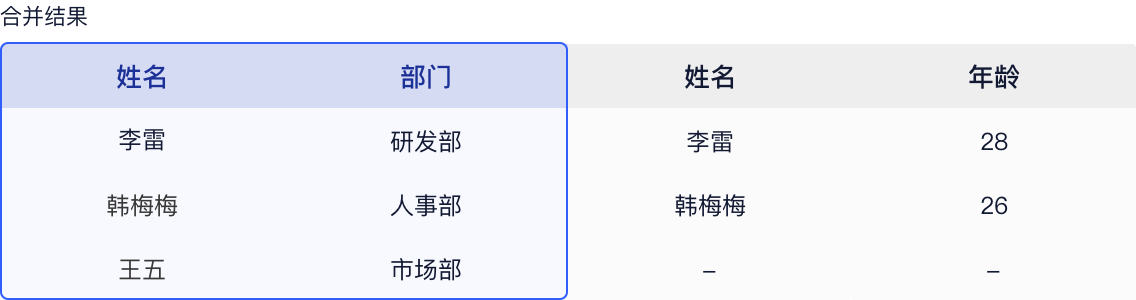 合并结果
姓名 部门 姓名 年龄
李雷 研发部 李雷 28
韩梅梅 人事部 韩梅梅 26
王五 市场部 – –